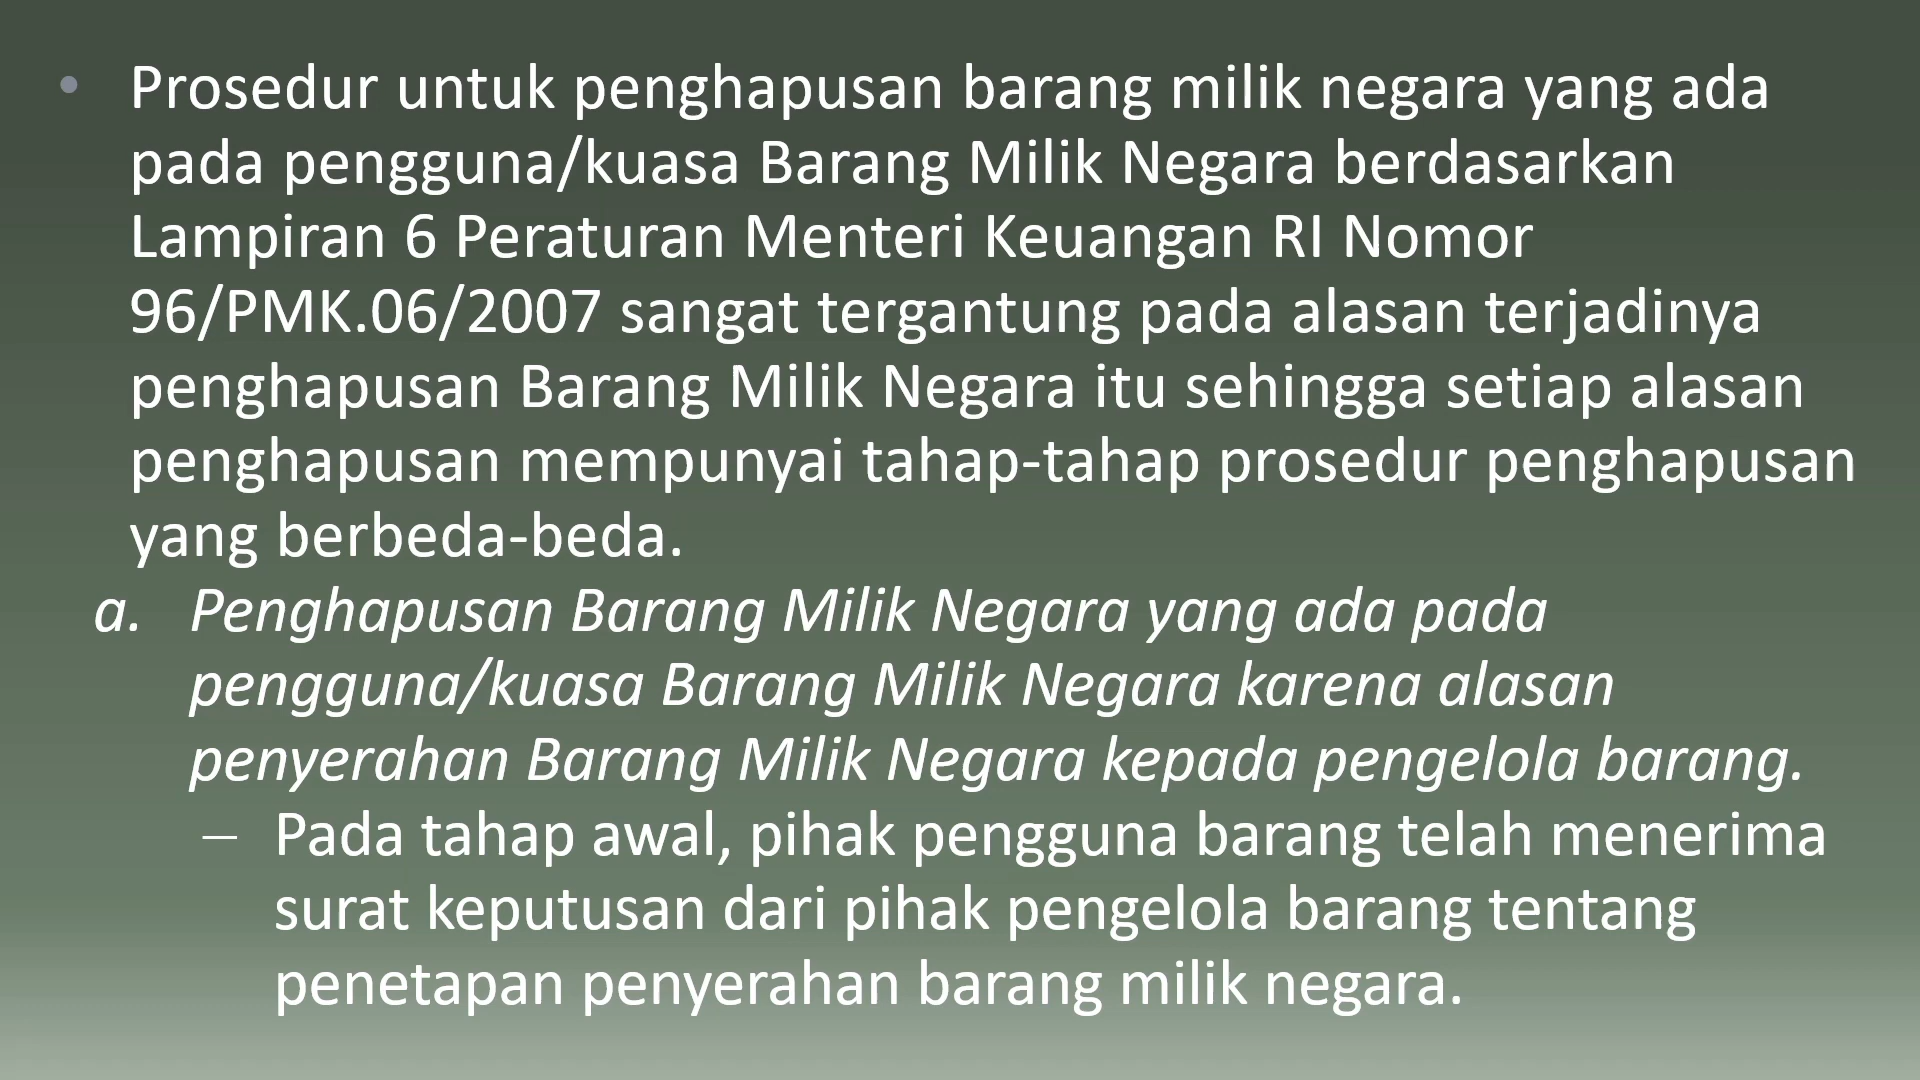 • Prosedur untuk penghapusan barang milik negara yang ada
pada pengguna/kuasa Barang Milik Negara berdasarkan
Lampiran 6 Peraturan Menteri Keuangan RI Nomor
96/PMK.06/2007 sangat tergantung pada alasan terjadinya
penghapusan Barang Milik Negara itu sehingga setiap alasan
penghapusan mempunyai tahap-tahap prosedur penghapusan
yang berbeda-beda.
a. Penghapusan Barang Milik Negara yang ada pada
pengguna/kuasa Barang Milik Negara karena alasan
penyerahan Barang Milik Negara kepada pengelola barang.
– Pada tahap awal, pihak pengguna barang telah menerima
surat keputusan dari pihak pengelola barang tentang
penetapan penyerahan barang milik negara.